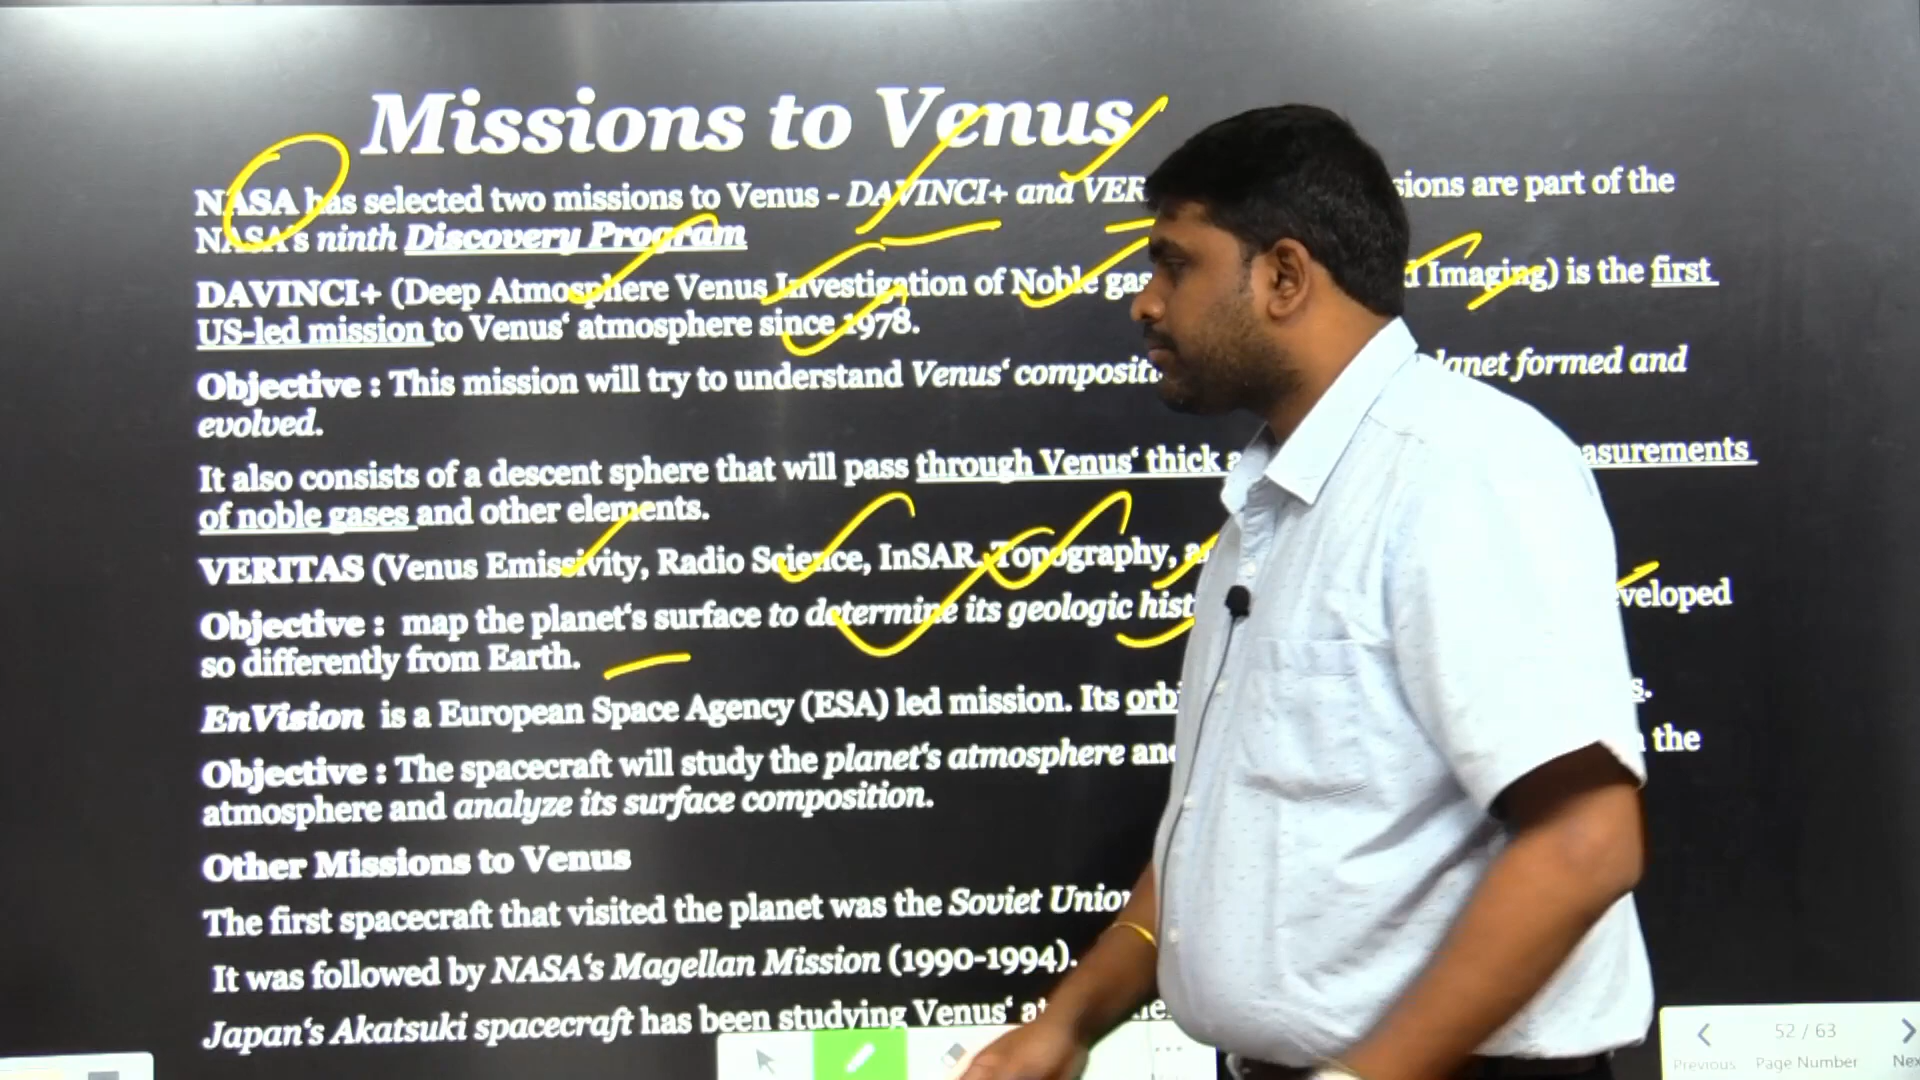 Missions to Venus
NASA has selected two missions to Venus - DAVINCI+ and VER sions are part of the
NASA's ninth Discovery Program
DAVINCI+ (Deep Atmosphere Venus Investigation of Noble gas d Imaging) is the first
US-led mission to Venus‘ atmosphere since 1978.
Objective : This mission will try to understand Venus‘ composit lanet formed and
evolved.
It also consists of a descent sphere that will pass through Venus‘ thick a asurements
of noble gases and other elements.
VERITAS (Venus Emissivity, Radio Science, InSAR, Topography, a
Objective : map the planet‘s surface to determine its geologic hist veloped
so differently from Earth.
EnVision is a European Space Agency (ESA) led mission. Its orb s.
Objective : The spacecraft will study the planet‘s atmosphere and the
atmosphere and analyze its surface composition.
Other Missions to Venus
The first spacecraft that visited the planet was the Soviet Union
It was followed by NASA‘s Magellan Mission (1990-1994).
Japan‘s Akatsuki spacecraft has been studying Venus‘ at
52 / 63
Previous Page Number Nex